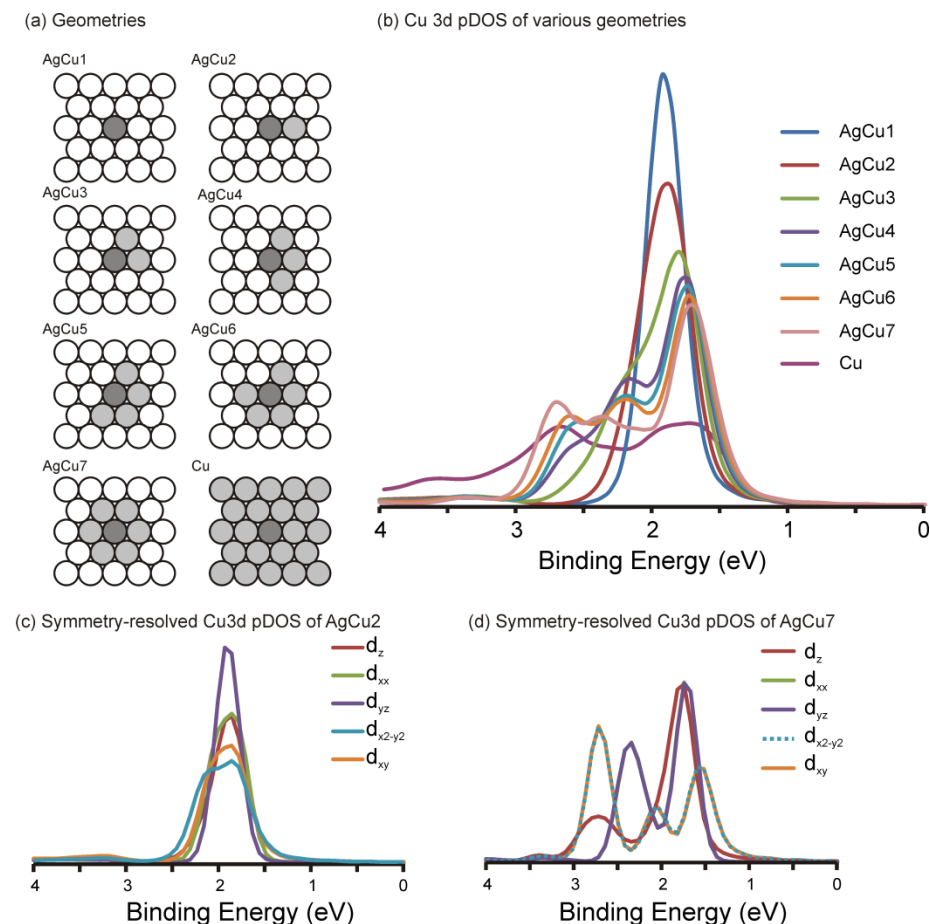 (a) Geometries
AgCu1
AgCu2
AgCu3
AgCu4
AgCu5
AgCu6
AgCu7
Cu
(b) Cu 3d pDOS of various geometries
AgCu1
AgCu2
AgCu3
AgCu4
AgCu5
AgCu6
AgCu7
Cu
4 3 2 1 0
Binding Energy (eV)
(c) Symmetry-resolved Cu3d pDOS of AgCu2
dz
dxx
dyz
dx2-y2
dxy
4 3 2 1 0
Binding Energy (eV)
(d) Symmetry-resolved Cu3d pDOS of AgCu7
dz
dxx
dyz
dx2-y2
dxy
4 3 2 1 0
Binding Energy (eV)